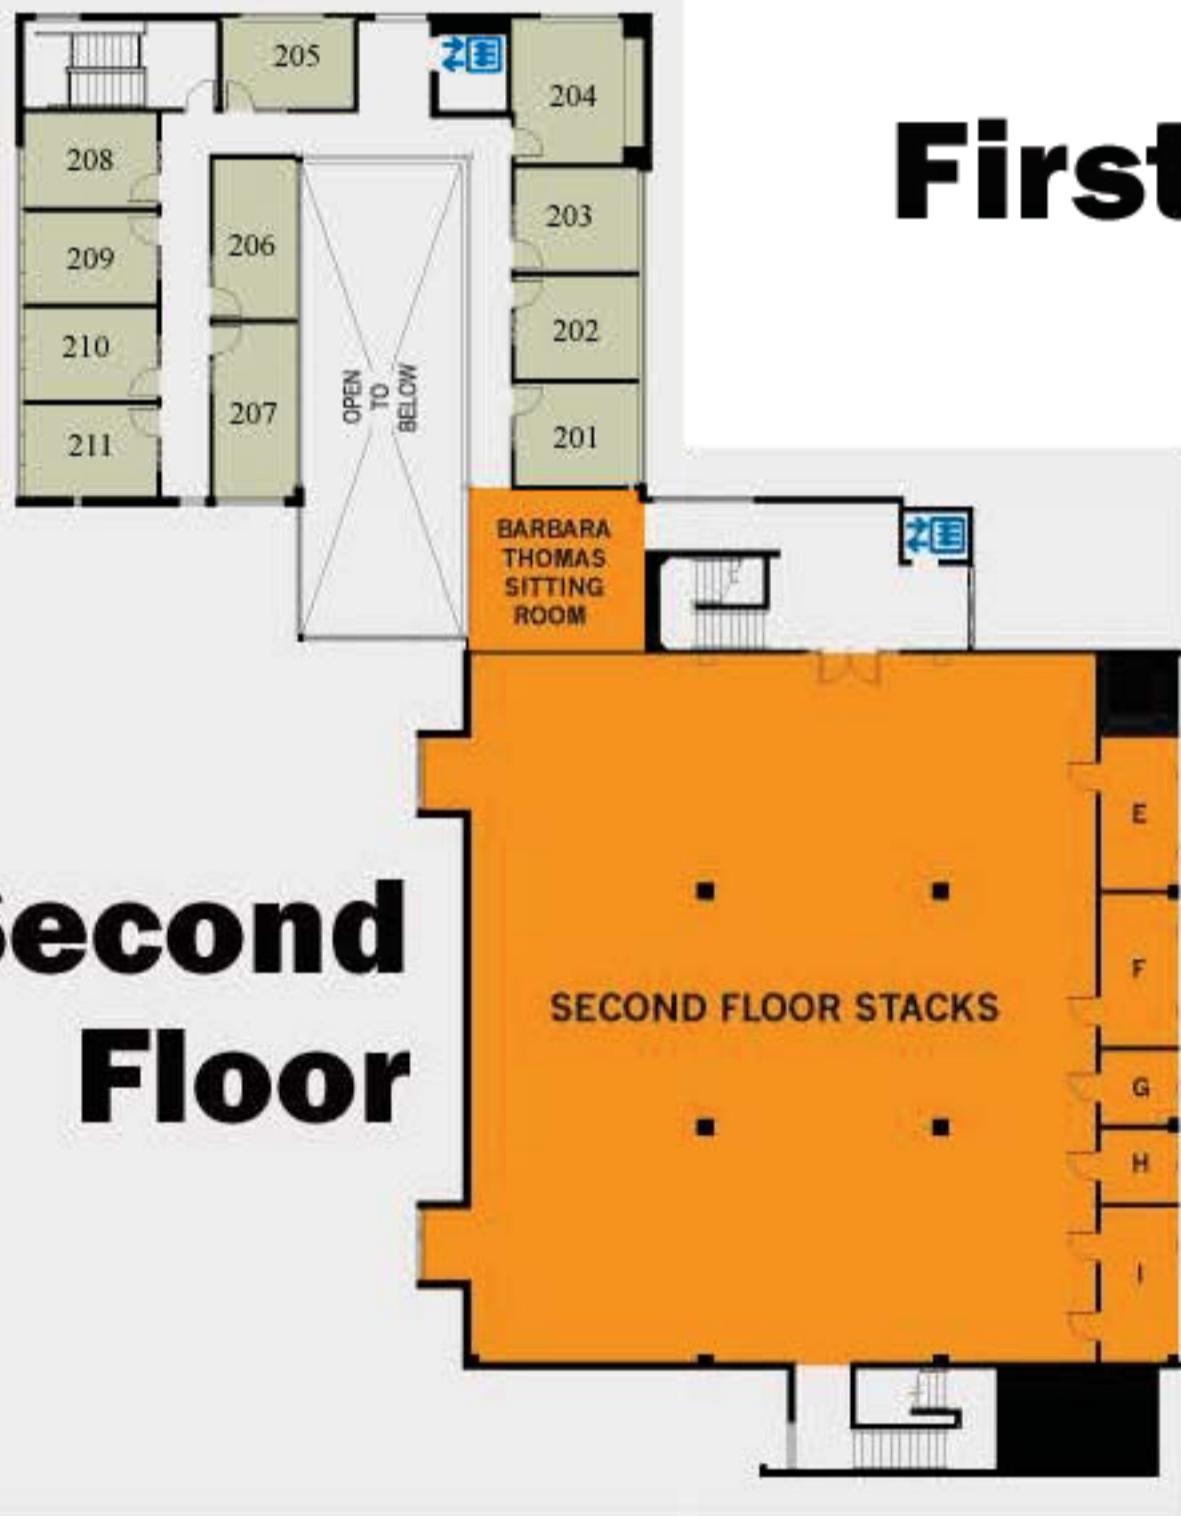 205
204
First
208
203
206
209
202
210
207
OPEN
TO
BELOW
201
211
BARBARA
THOMAS
SITTING
ROOM
E
Second
F
SECOND FLOOR STACKS
Floor
G
H
I